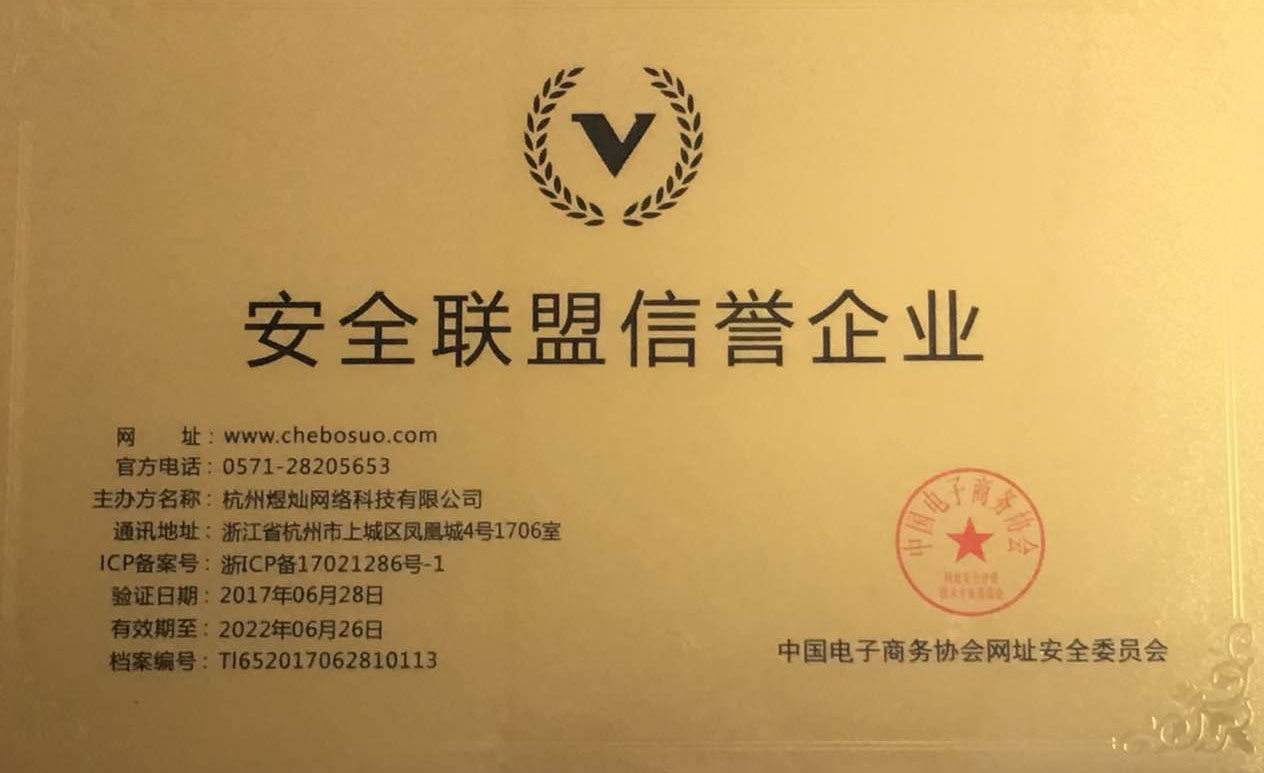 V
安全联盟信誉企业
网 址：www.chebosuo.com
官方电话：0571-28205653
主办方名称：杭州煜灿网络科技有限公司
通讯地址：浙江省杭州市上城区凤凰城4号1706室
ICP备案号：浙ICP备17021286号-1
验证日期：2017年06月28日
有效期至：2022年06月26日
档案编号：TI652017062810113
中国电子商务协会
中国电子商务协会网址安全委员会